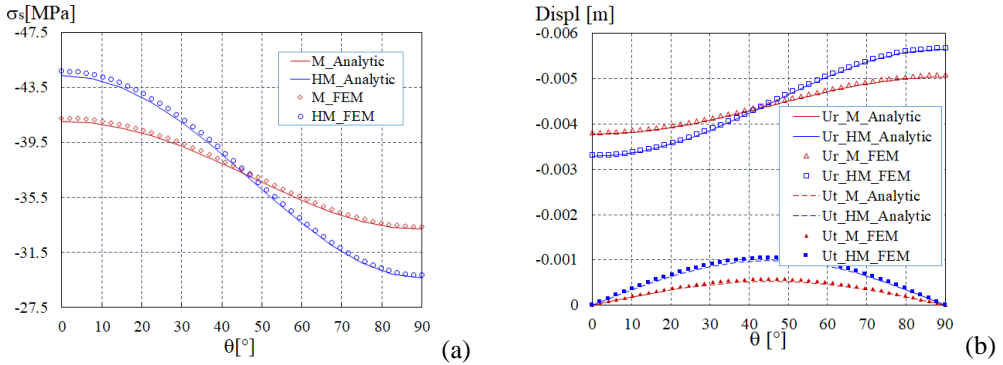 σs[MPa]
-47.5
-43.5
-39.5
-35.5
-31.5
-27.5
0 10 20 30 40 50 60 70 80 90
θ[°]
M_Analytic
HM_Analytic
M_FEM
HM_FEM
(a)
Displ [m]
-0.006
-0.005
-0.004
-0.003
-0.002
-0.001
0
0 10 20 30 40 50 60 70 80 90
θ [°]
Ur_M_Analytic
Ur_HM_Analytic
Ur_M_FEM
Ur_HM_FEM
Ut_M_Analytic
Ut_HM_Analytic
Ut_M_FEM
Ut_HM_FEM
(b)